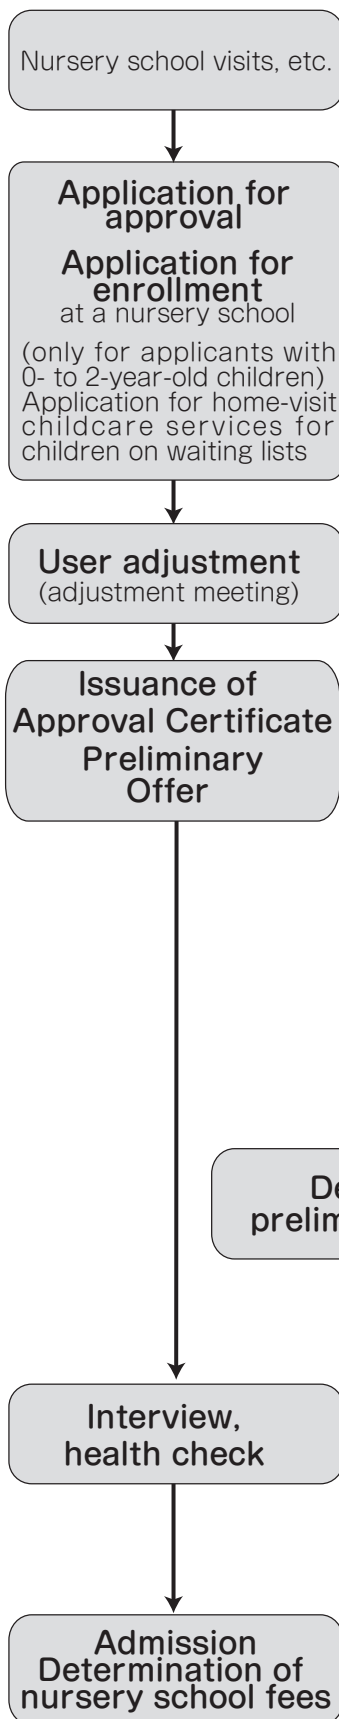 Nursery school visits, etc.
Application for
approval
Application for
enrollment
at a nursery school
(only for applicants with
0- to 2-year-old children)
Application for home-visit
childcare services for
children on waiting lists
User adjustment
(adjustment meeting)
Issuance of
Approval Certificate
Preliminary
Offer
Interview,
health check
Admission
Determination of
nursery school fees